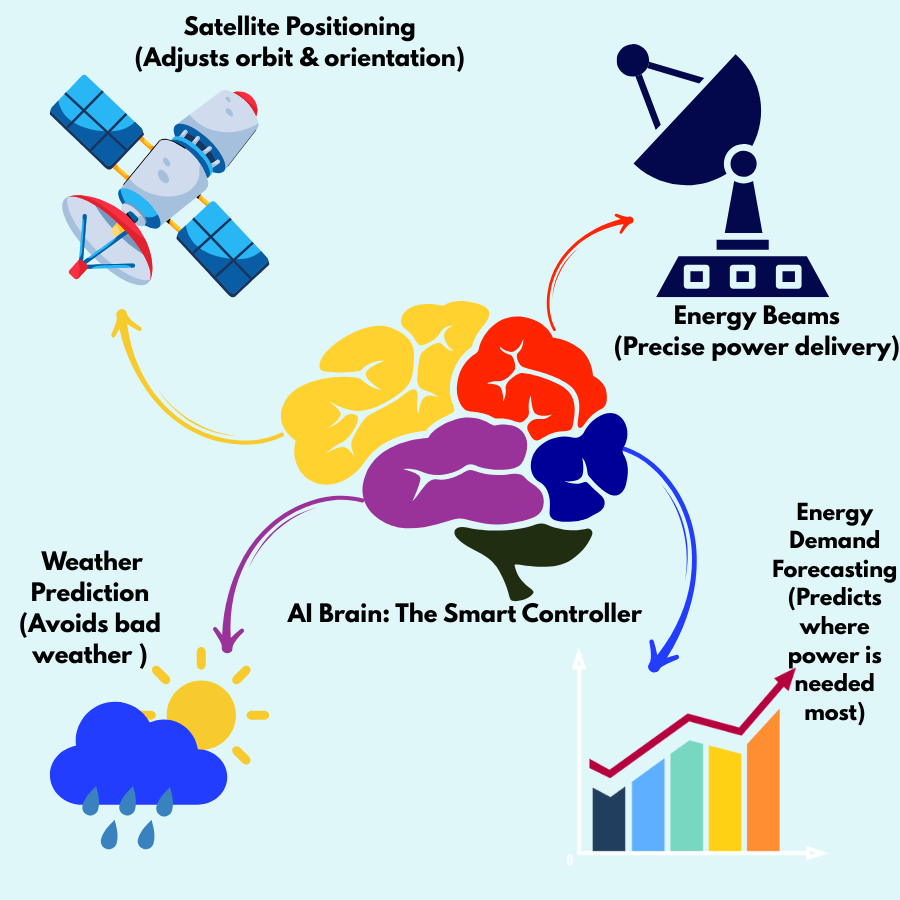 Satellite Positioning
(Adjusts orbit & orientation)
Energy Beams
(Precise power delivery)
Energy
Demand
Forecasting
(Predicts
where
power is
needed
most)
Weather
Prediction
(Avoids bad
weather )
AI Brain: The Smart Controller
0